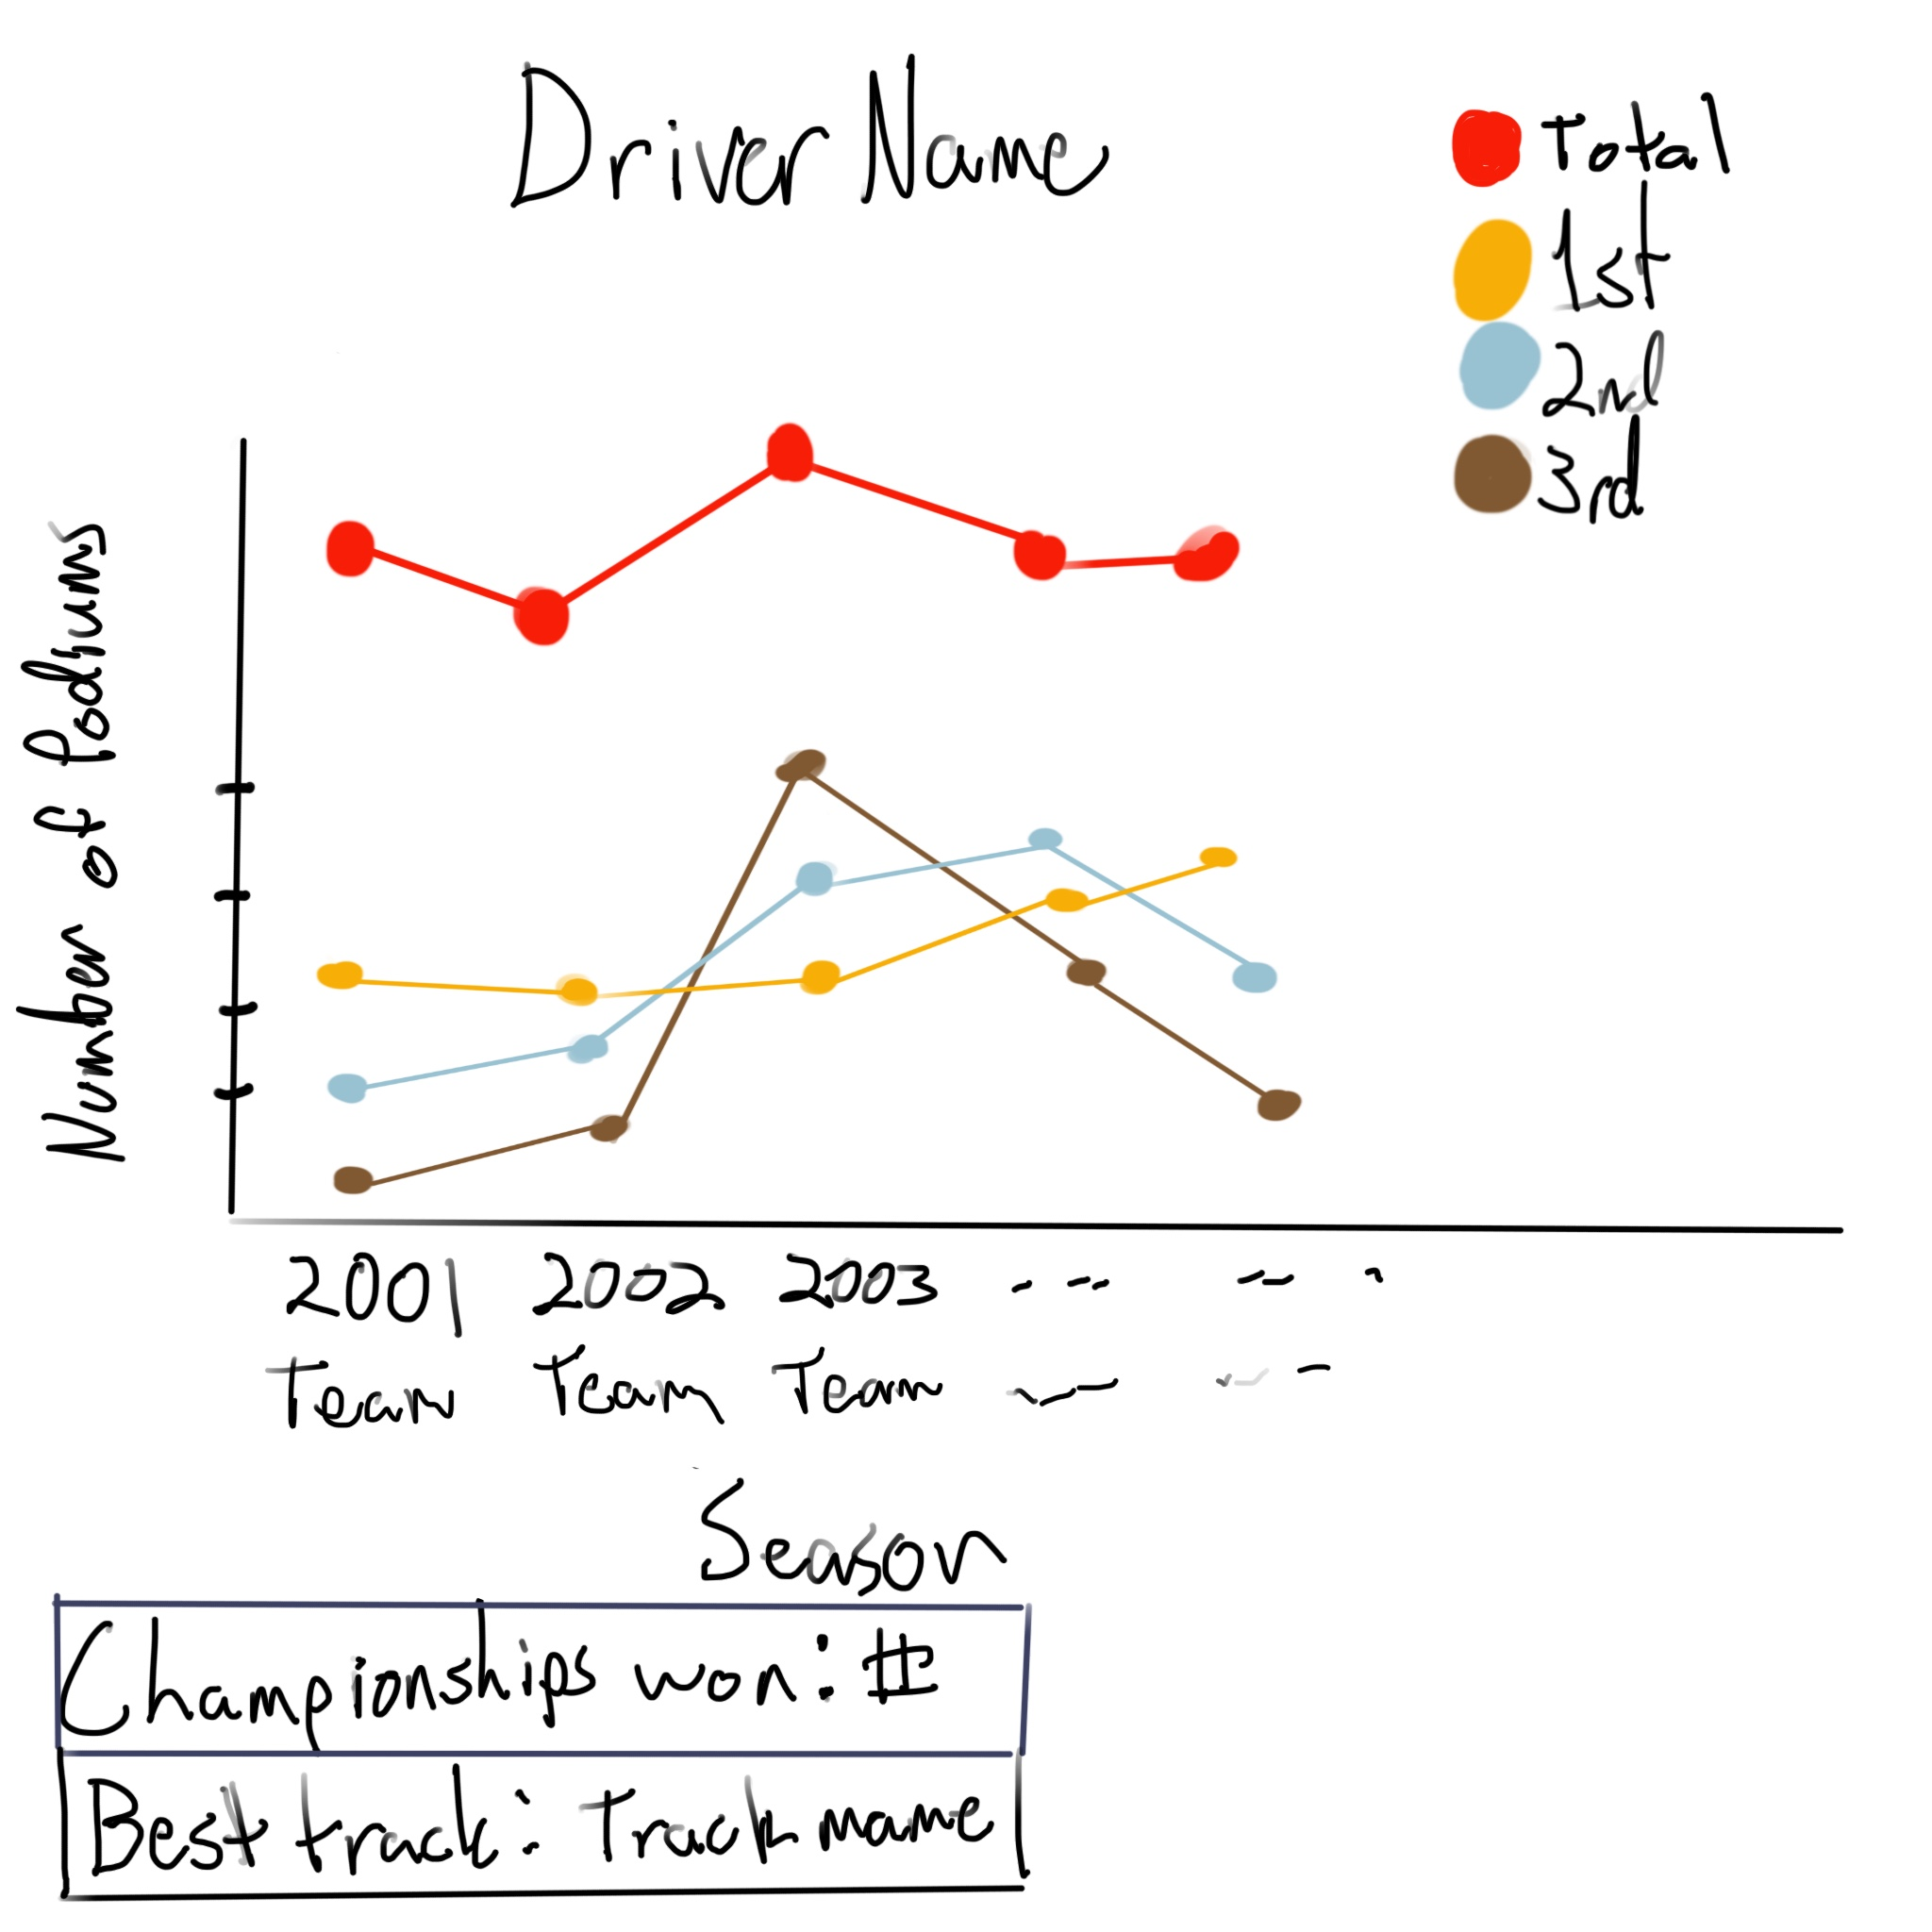 Driver Name
Total
1st
2nd
3rd
Number of Podiums
2001 2002 2003
Team Team Team
Season
Championships won: #
Best track: Track name